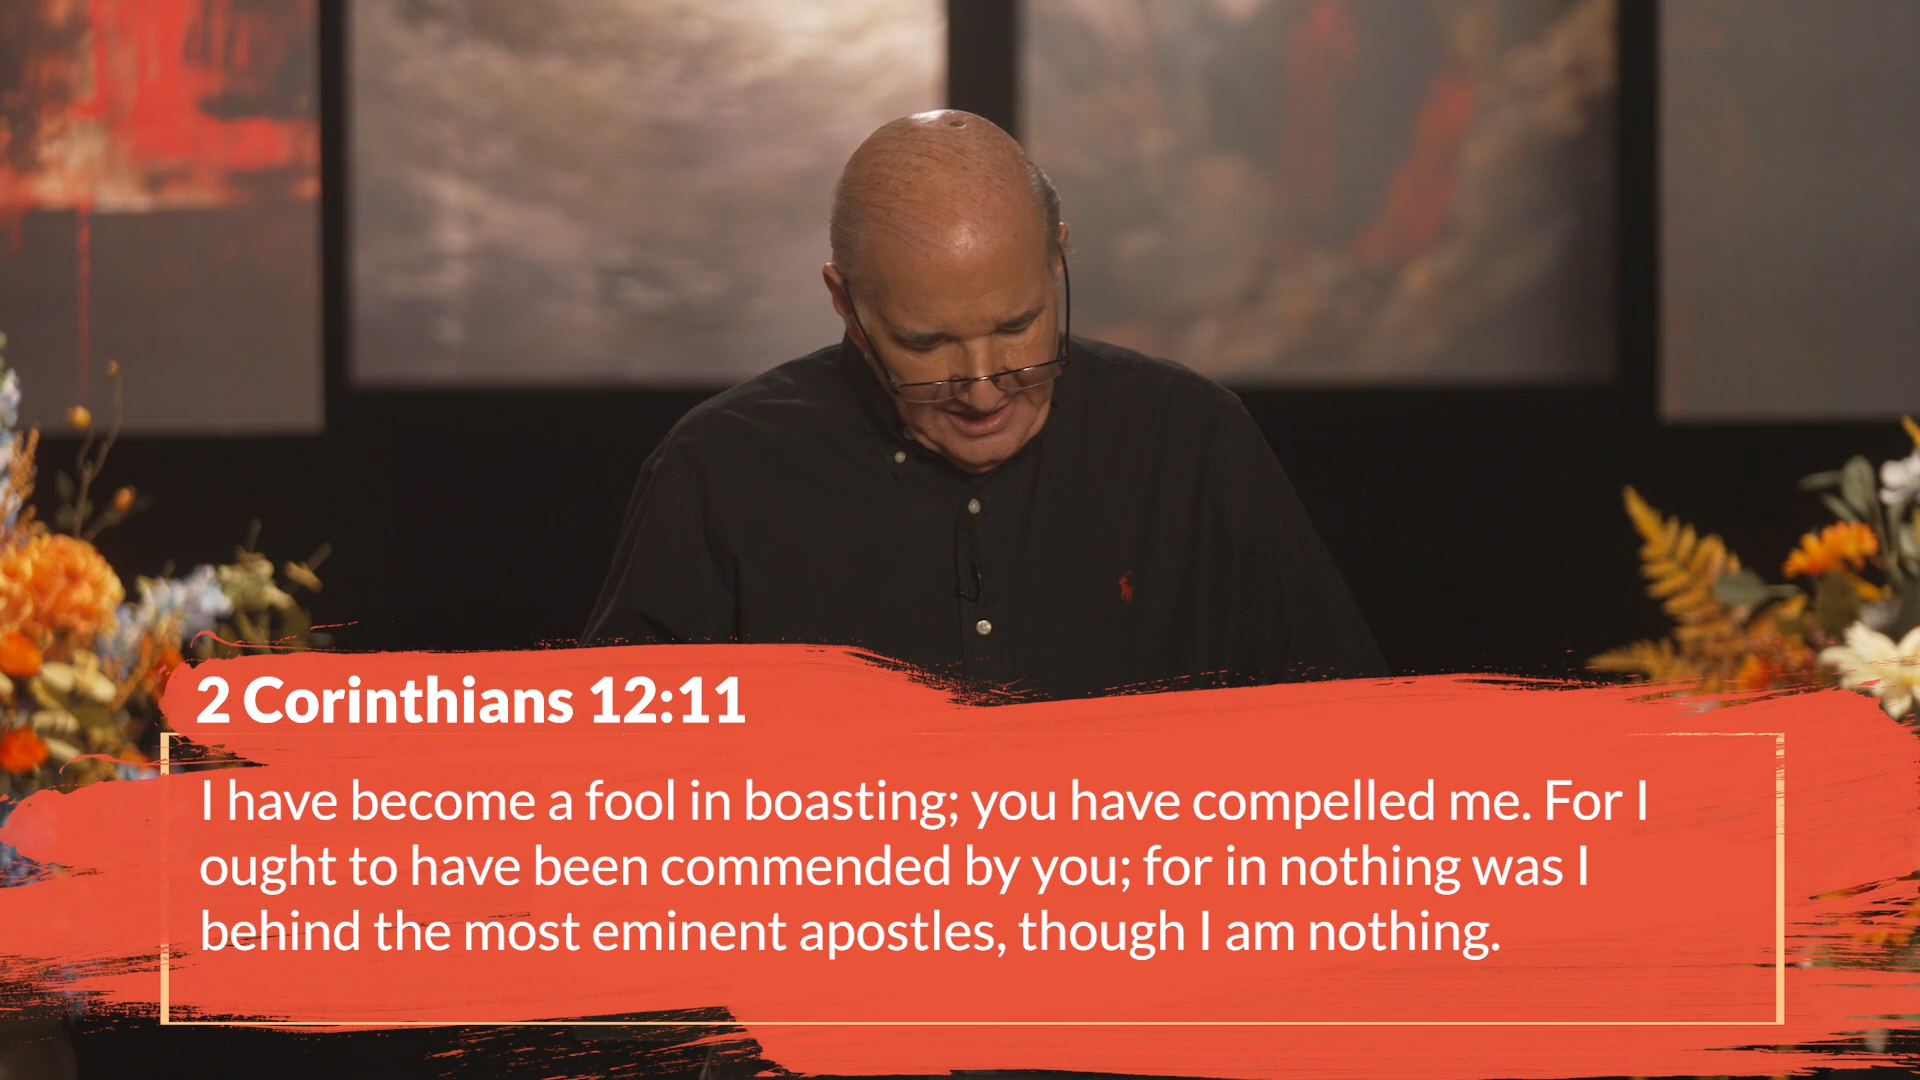 2 Corinthians 12:11
I have become a fool in boasting; you have compelled me. For I
ought to have been commended by you; for in nothing was I
behind the most eminent apostles, though I am nothing.